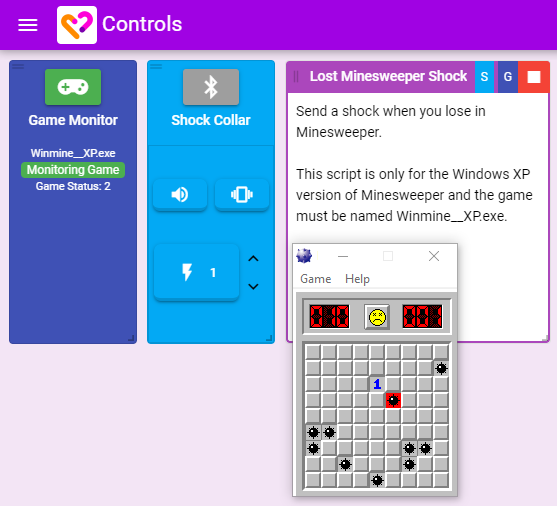 Controls
Game Monitor
Winmine__XP.exe
Monitoring Game
Game Status: 2
Shock Collar
1
Lost Minesweeper Shock
S
G
Send a shock when you lose in
Minesweeper.
This script is only for the Windows XP
version of Minesweeper and the game
must be named Winmine__XP.exe.
Game Help
1